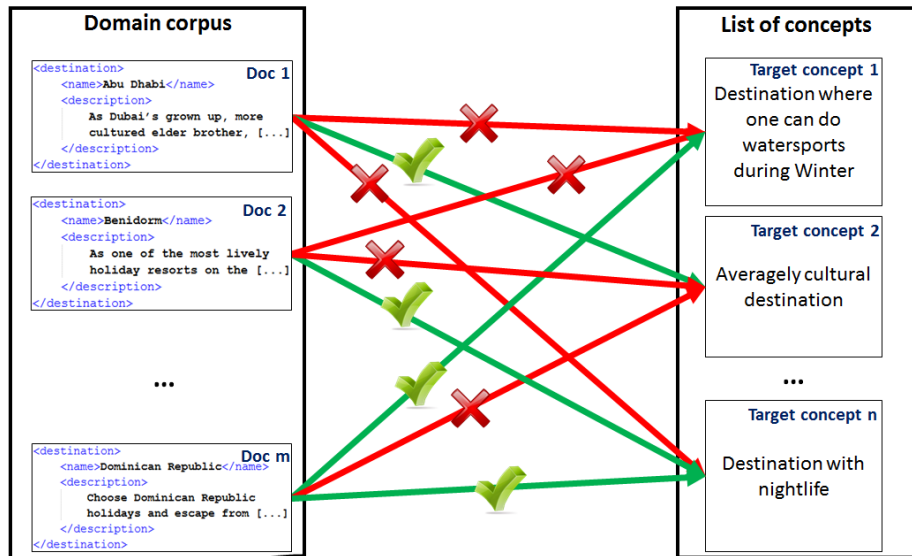 Domain corpus
Doc 1
<destination>
<name>Abu Dhabi</name>
<description>
As Dubai's grown up, more
cultured elder brother, [...]
</description>
</destination>
Doc 2
<destination>
<name>Benidorm</name>
<description>
As one of the most lively
holiday resorts on the [...]
</description>
</destination>
...
Doc m
<destination>
<name>Dominican Republic</name>
<description>
Choose Dominican Republic
holidays and escape from [...]
</description>
</destination>
List of concepts
Target concept 1
Destination where
one can do
watersports
during Winter
Target concept 2
Averagely cultural
destination
...
Target concept n
Destination with
nightlife